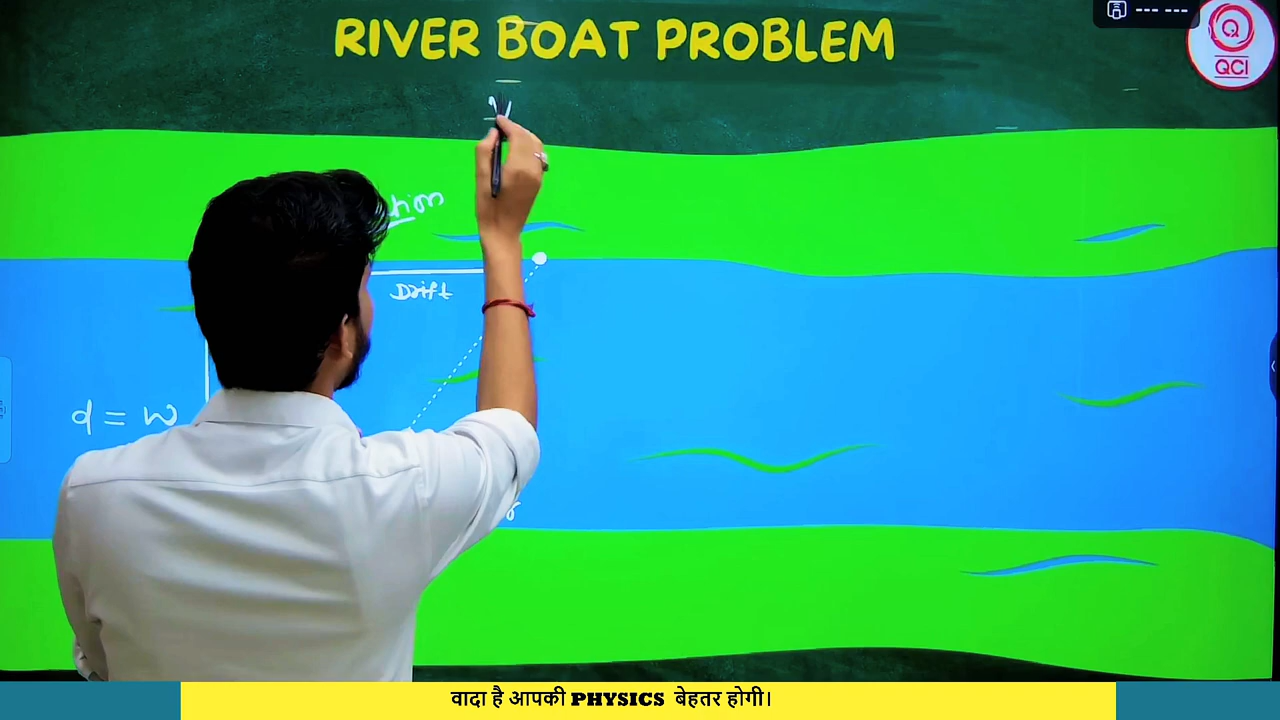 RIVER BOAT PROBLEM
QCI
Drift
d = w
वादा है आपकी PHYSICS बेहतर होगी।